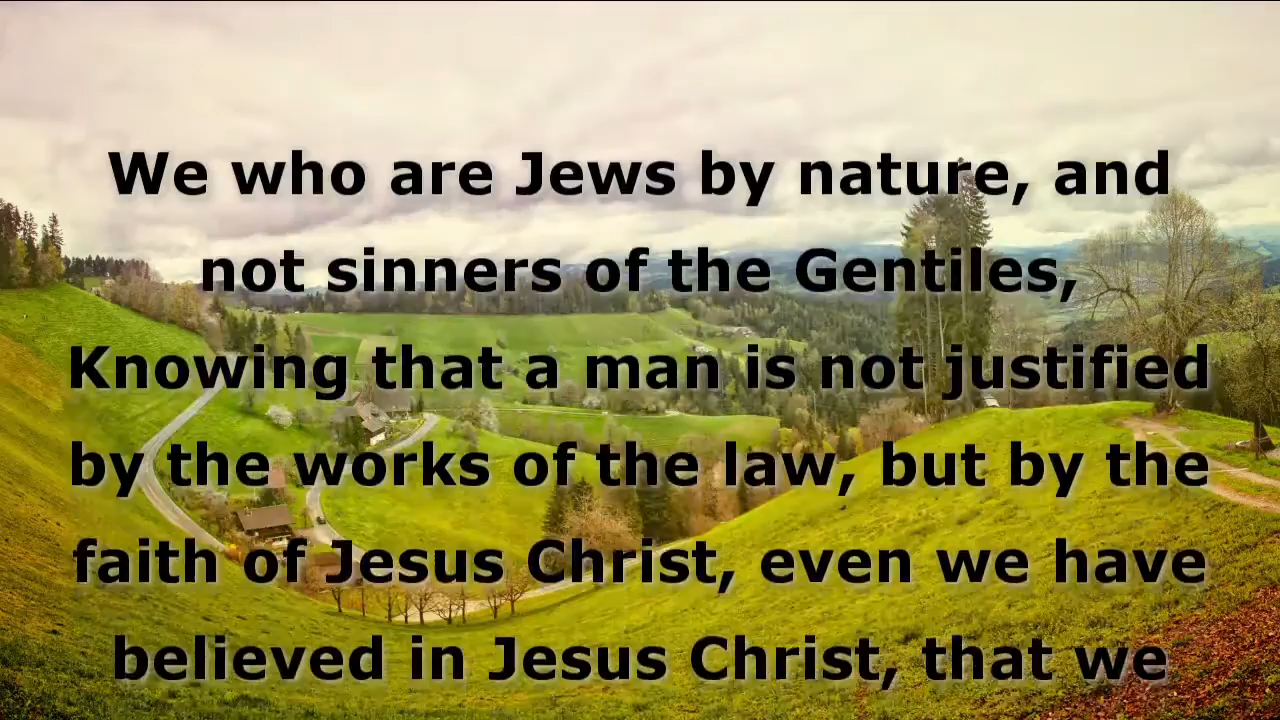 We who are Jews by nature, and
not sinners of the Gentiles,
Knowing that a man is not justified
by the works of the law, but by the
faith of Jesus Christ, even we have
believed in Jesus Christ, that we